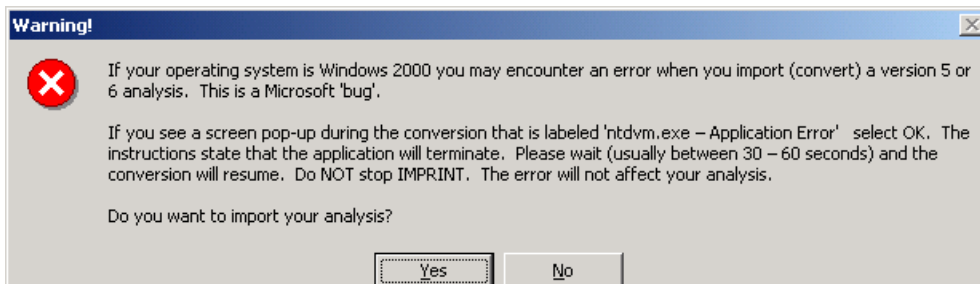 Warning!
If your operating system is Windows 2000 you may encounter an error when you import (convert) a version 5 or
6 analysis.  This is a Microsoft 'bug'.
If you see a screen pop-up during the conversion that is labeled 'ntdvm.exe – Application Error'   select OK.  The
instructions state that the application will terminate.  Please wait (usually between 30 – 60 seconds) and the
conversion will resume.  Do NOT stop IMPRINT.  The error will not affect your analysis.
Do you want to import your analysis?
Yes No